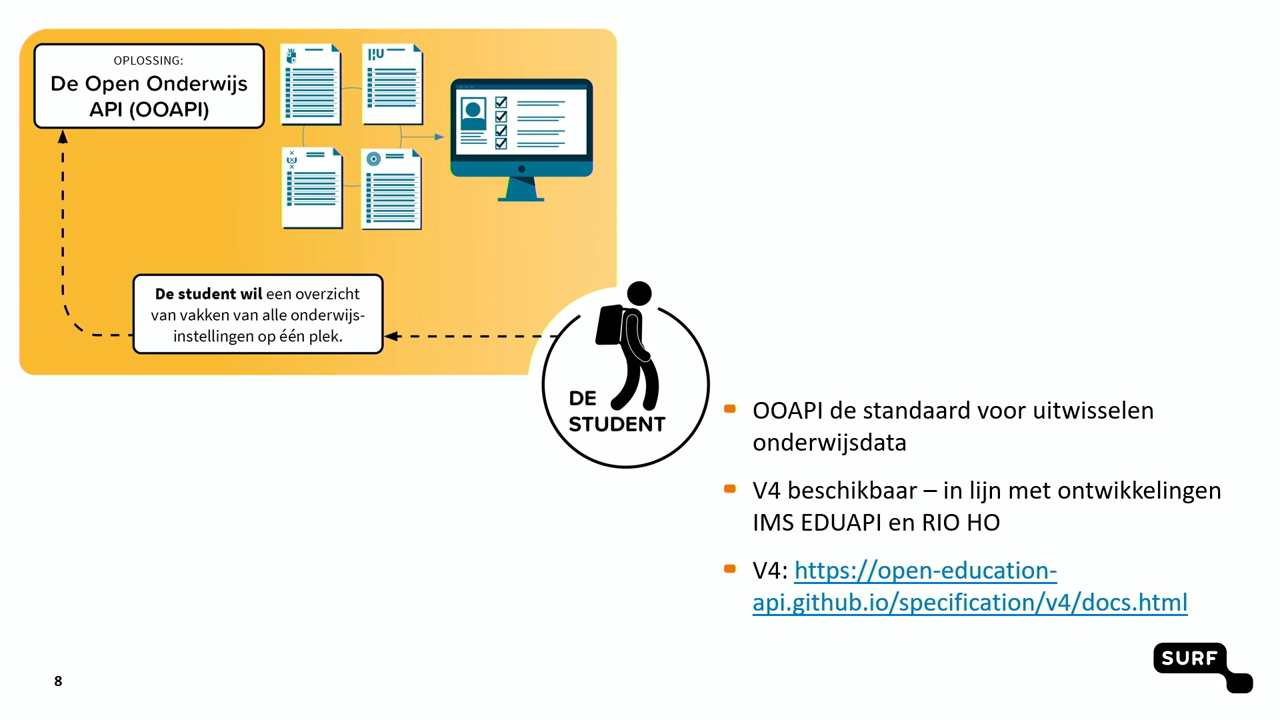 OPLOSSING:
De Open Onderwijs
API (OOAPI)
HU
De student wil een overzicht
van vakken van alle onderwijs-
instellingen op één plek.
DE
STUDENT
OOAPI de standaard voor uitwisselen
onderwijsdata
V4 beschikbaar – in lijn met ontwikkelingen
IMS EDUAPI en RIO HO
V4: https://open-education-
api.github.io/specification/v4/docs.html
SURF
8